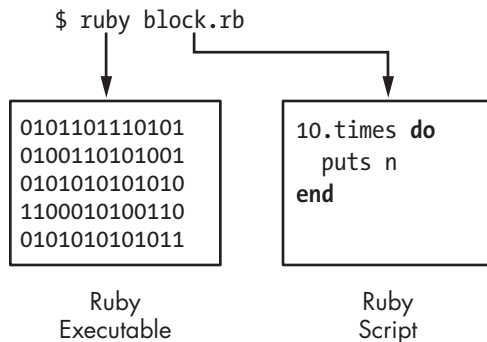 $ ruby block.rb
0101101110101
0100110101001
0101010101010
1100010100110
0101010101011
10.times do
  puts n
end
Ruby
Executable
Ruby
Script